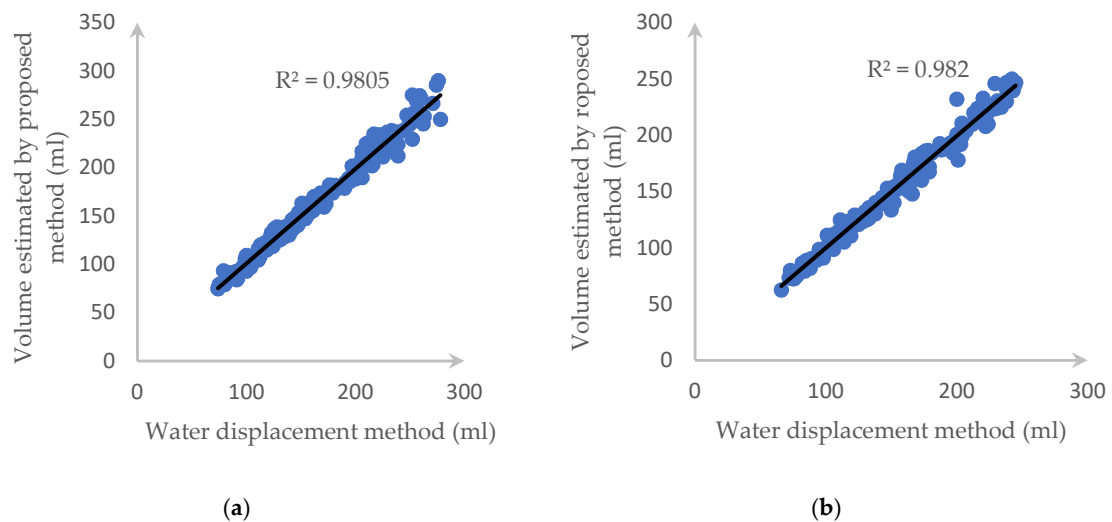 350
300
250
200
150
100
50
0
Volume estimated by proposed
method (ml)
R² = 0.9805
0 100 200 300
Water displacement method (ml)
(a)
300
250
200
150
100
50
0
Volume estimated by roposed
method (ml)
R² = 0.982
0 100 200 300
Water displacement method (ml)
(b)